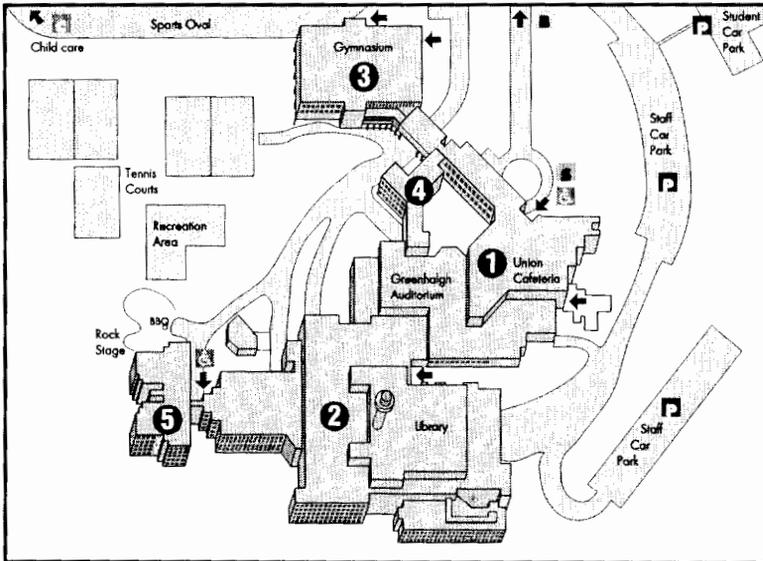 Child care
Sports Oval
P
Student
Car
Park
Gymnasium
3
Staff
Car
Park
P
4
Tennis
Courts
Recreation
Area
1
Union
Cafeteria
Greenhaigh
Auditorium
BBQ
Rock
Stage
5
2
Library
P
Staff
Car
Park